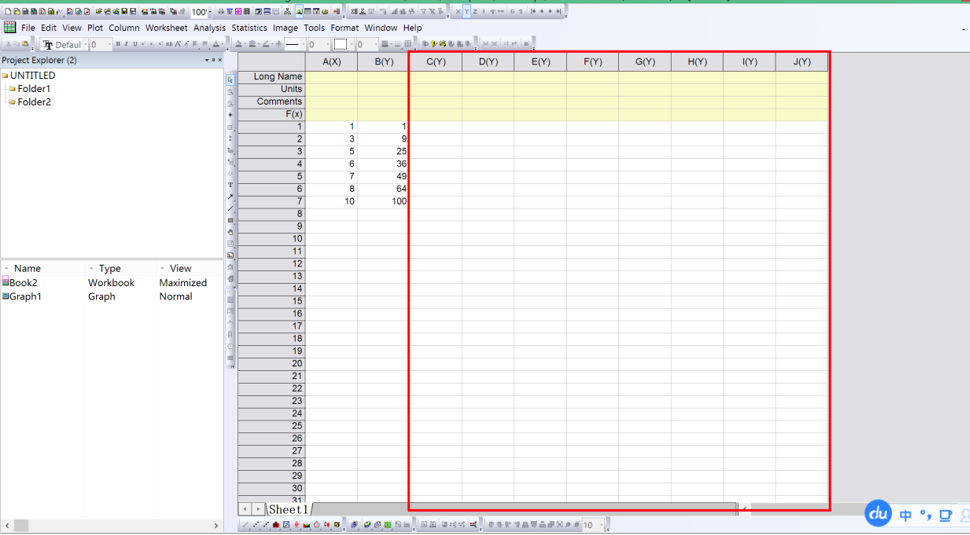 100%
File Edit View Plot Column Worksheet Analysis Statistics Image Tools Format Window Help
Default 0 B I U 0 0
Project Explorer (2)
UNTITLED
Folder1
Folder2
Name Type View
Book2 Workbook Maximized
Graph1 Graph Normal
A(X) B(Y) C(Y) D(Y) E(Y) F(Y) G(Y) H(Y) I(Y) J(Y)
Long Name
Units
Comments
F(x)
1 1 1
2 3 9
3 5 25
4 6 36
5 7 49
6 8 64
7 10 100
8
9
10
11
12
13
14
15
16
17
18
19
20
21
22
23
24
25
26
27
28
29
30
31
Sheet1
10
du 中